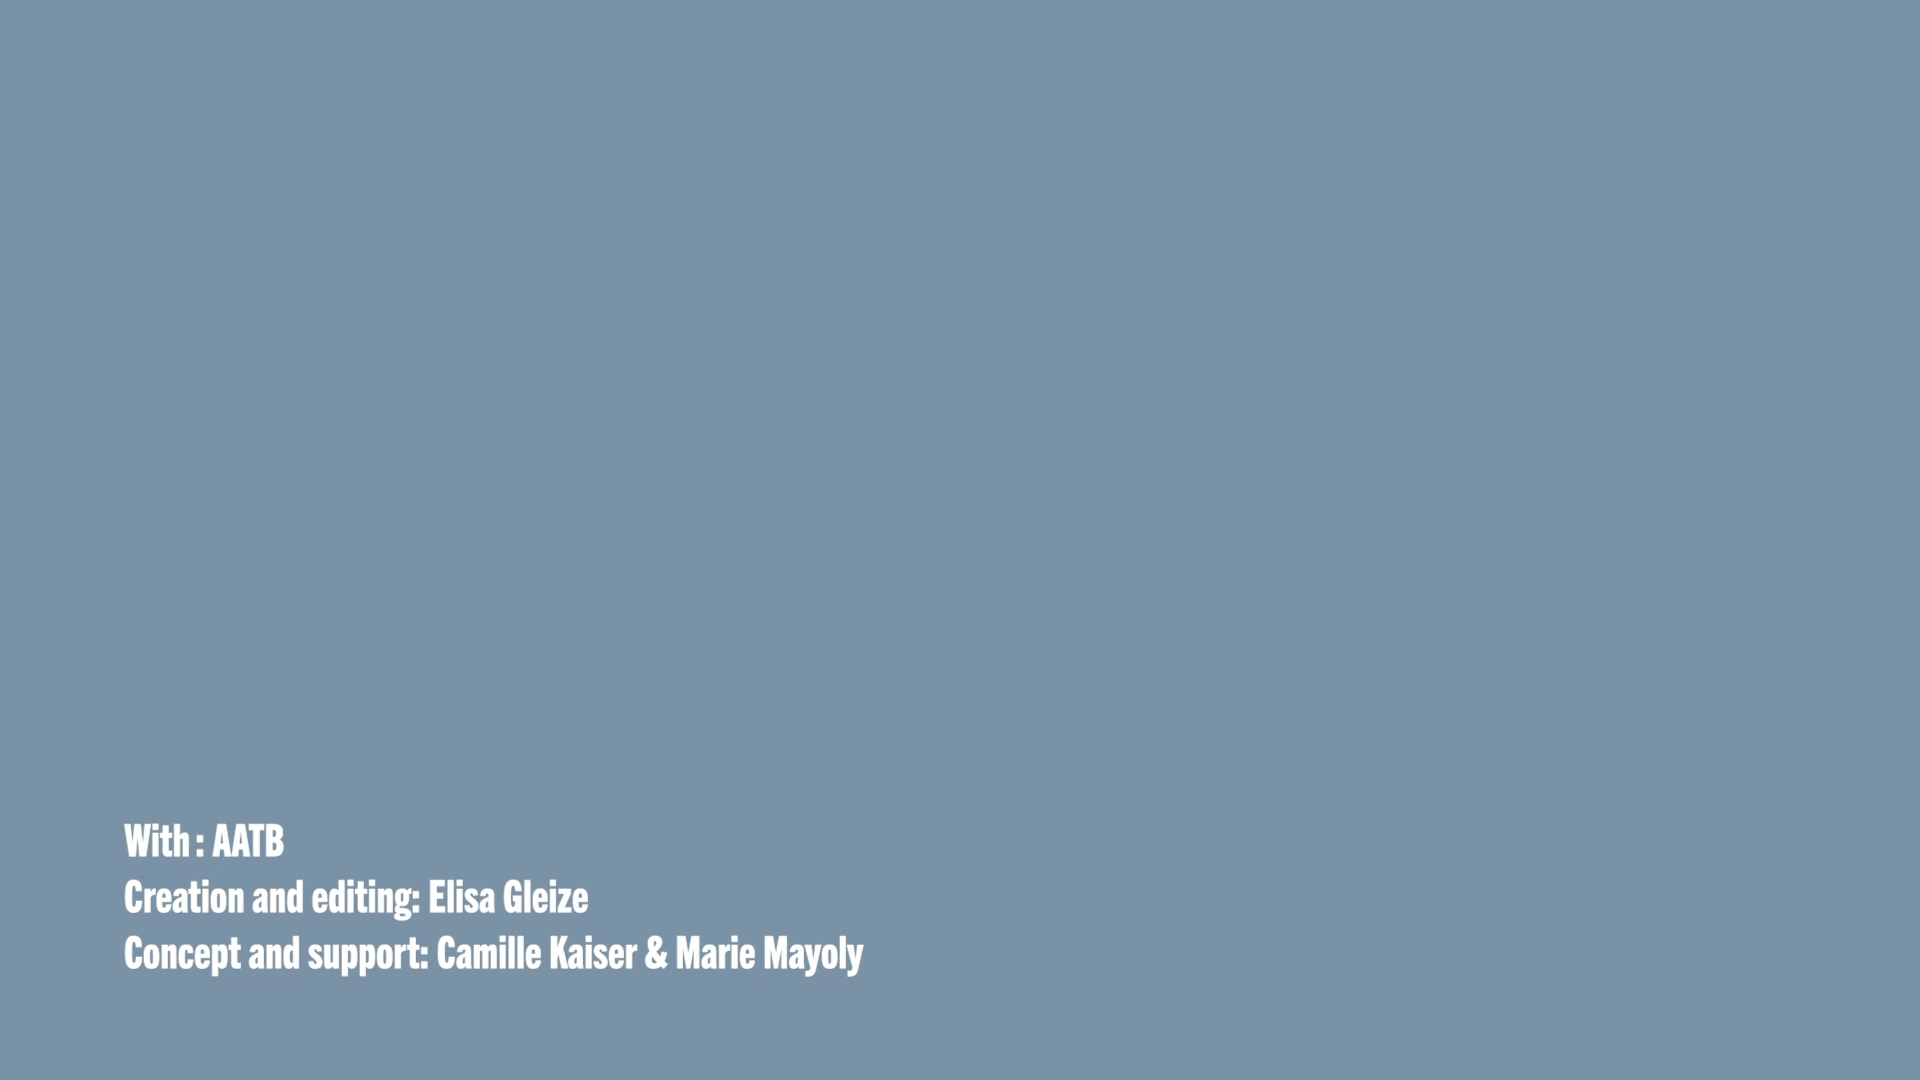 With : AATB
Creation and editing: Elisa Gleize
Concept and support: Camille Kaiser & Marie Mayoly